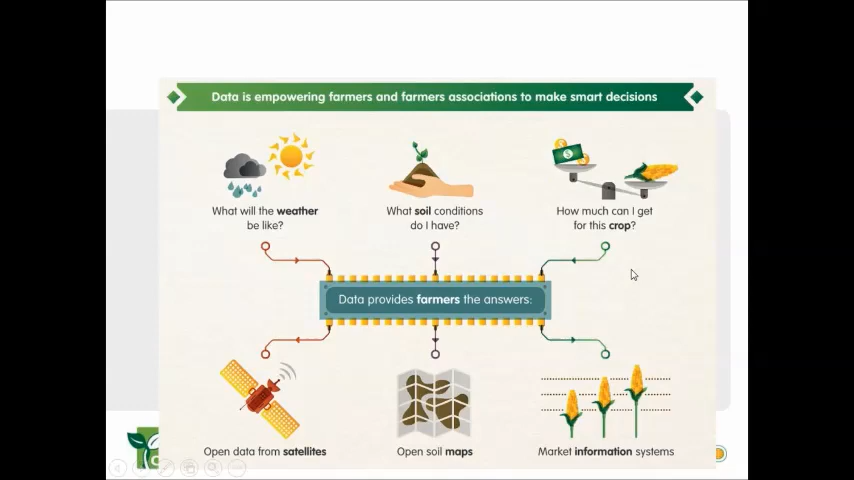 Data is empowering farmers and farmers associations to make smart decisions
What will the weather
be like?
What soil conditions
do I have?
How much can I get
for this crop?
Data provides farmers the answers:
Open data from satellites
Open soil maps
Market information systems